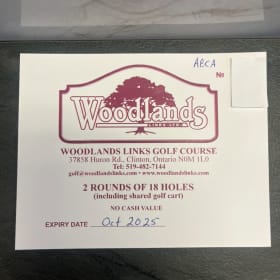 ABCA
No
Woodlands
LINKS LTD.
WOODLANDS LINKS GOLF COURSE
37858 Huron Rd., Clinton, Ontario N0M 1L0
Tel: 519-482-7144
golf@woodlandslinks.com • www.woodlandslinks.com
2 ROUNDS OF 18 HOLES
(including shared golf cart)
NO CASH VALUE
EXPIRY DATE Oct 2025